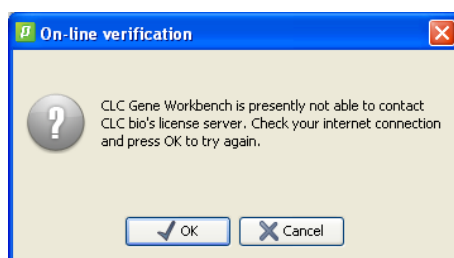 On-line verification
CLC Gene Workbench is presently not able to contact
CLC bio's license server. Check your internet connection
and press OK to try again.
OK Cancel